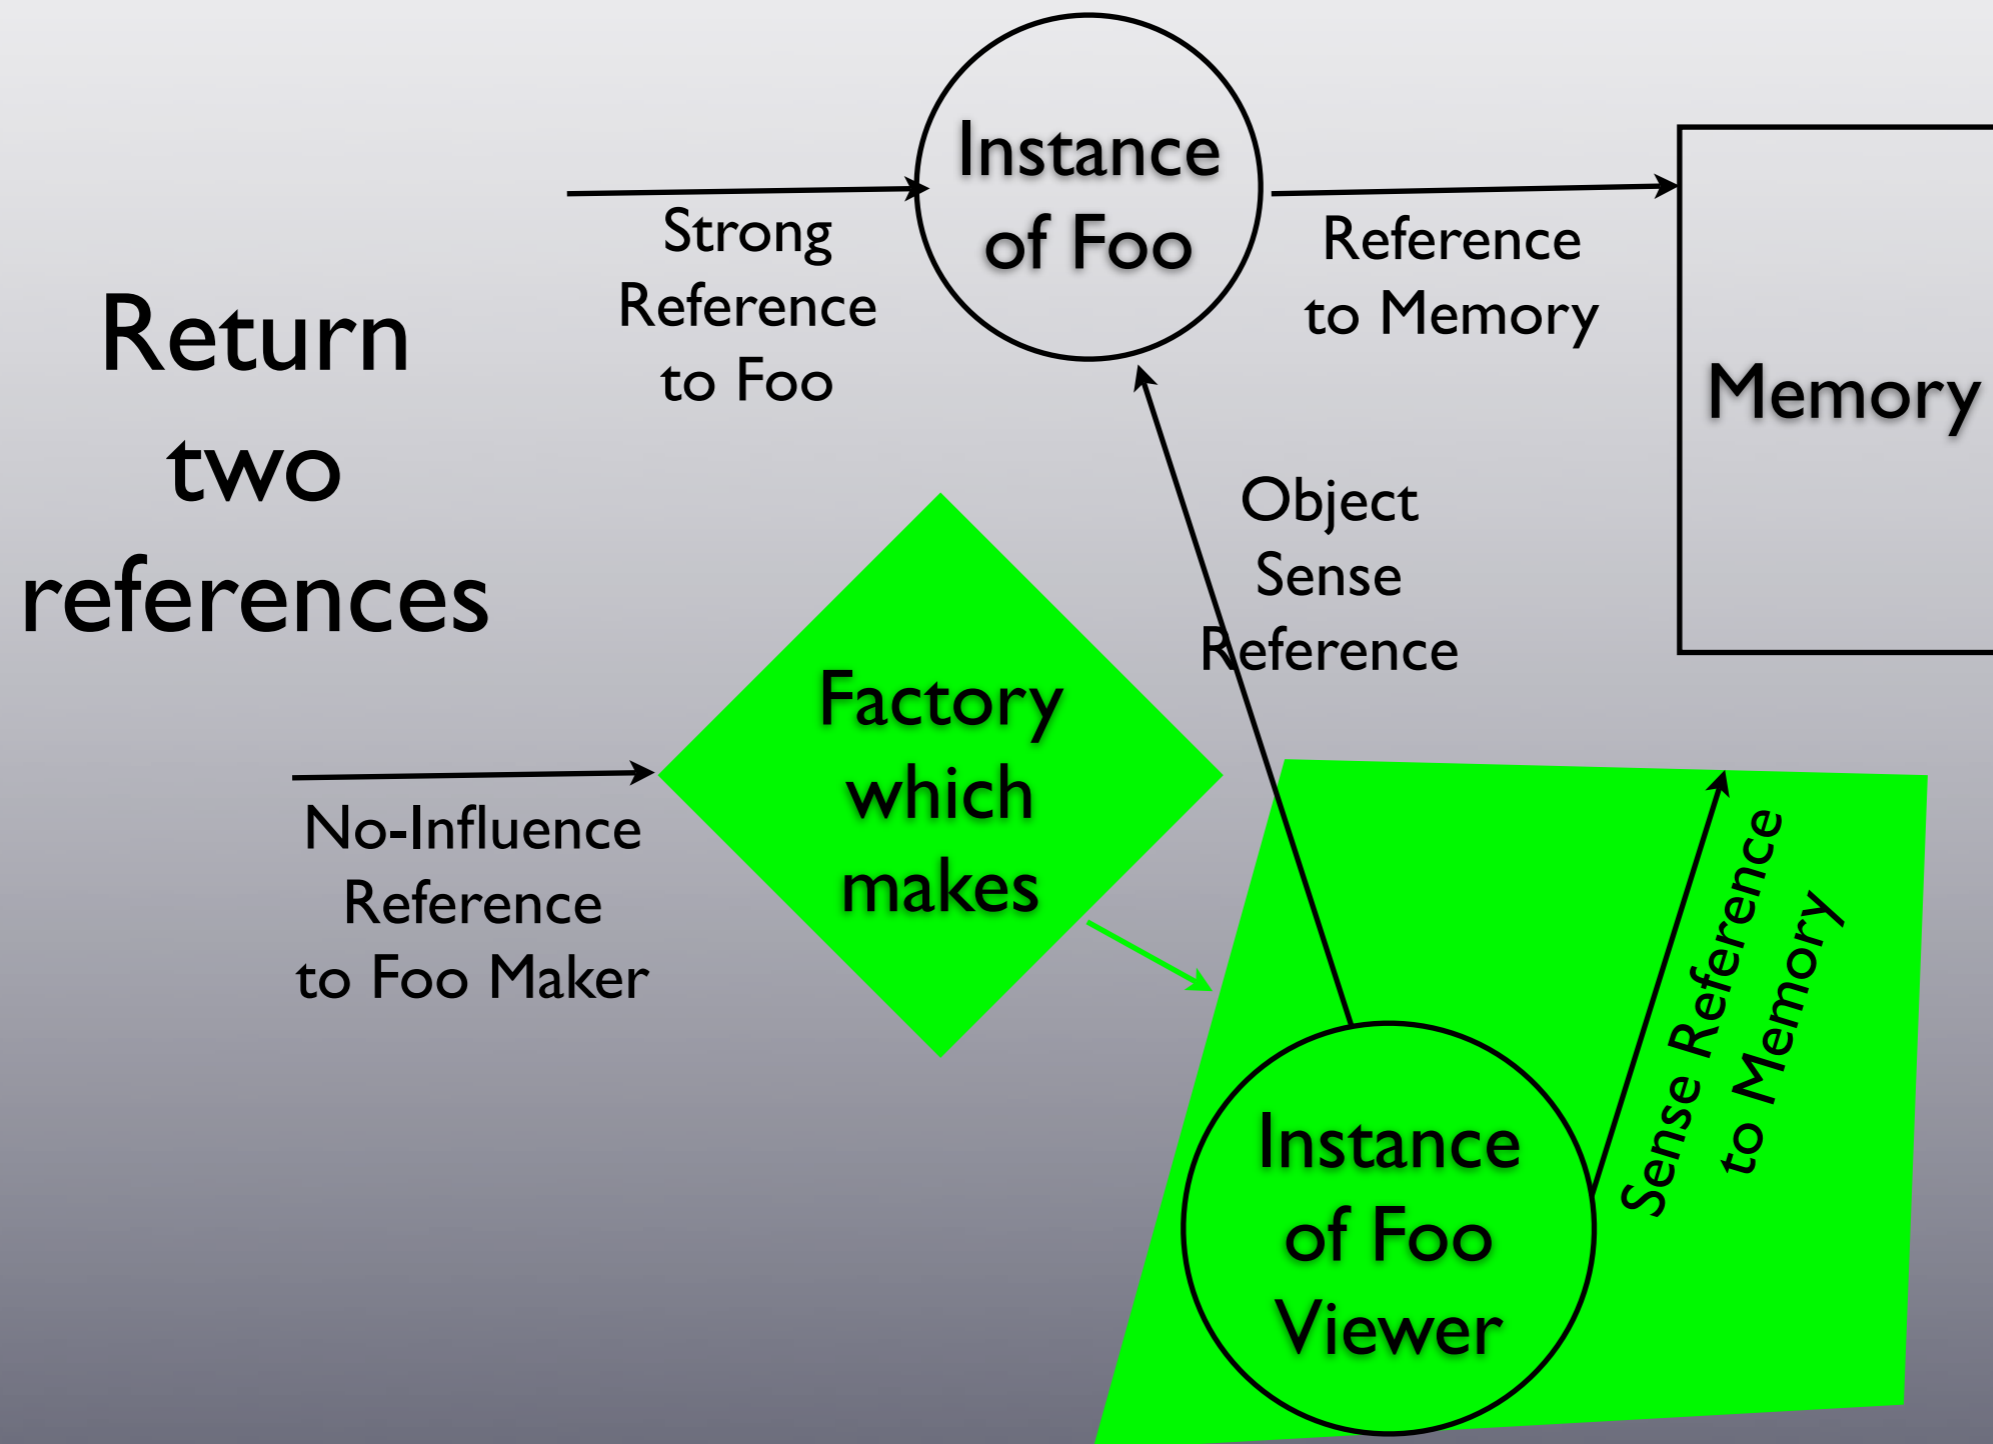 Return
two
references
Instance
of Foo
Strong
Reference
to Foo
Reference
to Memory
Memory
Object
Sense
Reference
Factory
which
makes
No-Influence
Reference
to Foo Maker
Sense Reference
to Memory
Instance
of Foo
Viewer